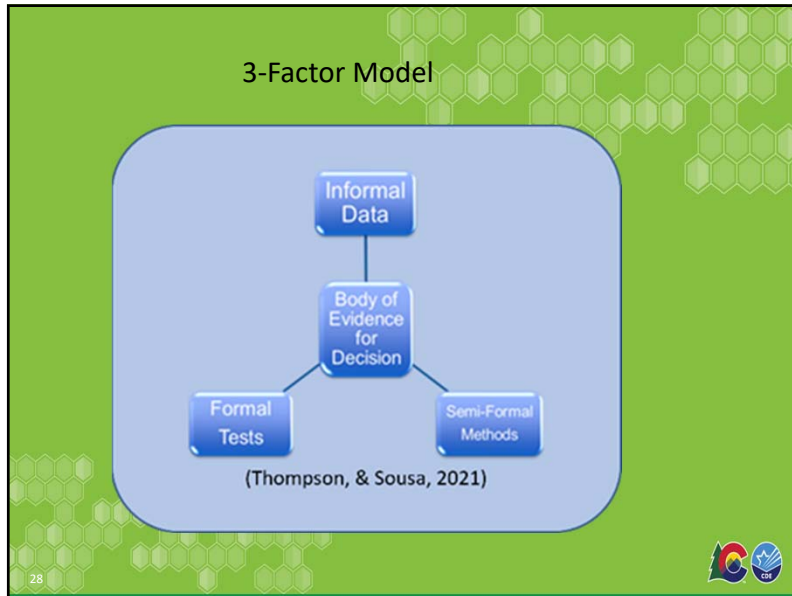 3-Factor Model
Informal
Data
Body of
Evidence
for
Decision
Formal
Tests
Semi-Formal
Methods
(Thompson, & Sousa, 2021)
28
CDE